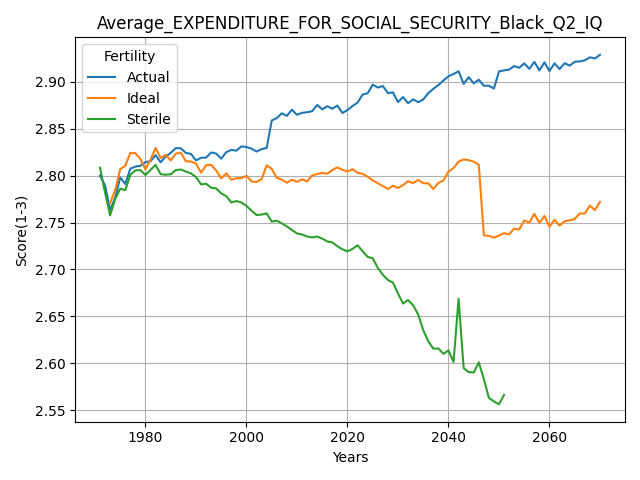 Average_EXPENDITURE_FOR_SOCIAL_SECURITY_Black_Q2_IQ
Fertility
Actual
Ideal
Sterile
Score(1-3)
2.90
2.85
2.80
2.75
2.70
2.65
2.60
2.55
1980
2000
2020
2040
2060
Years